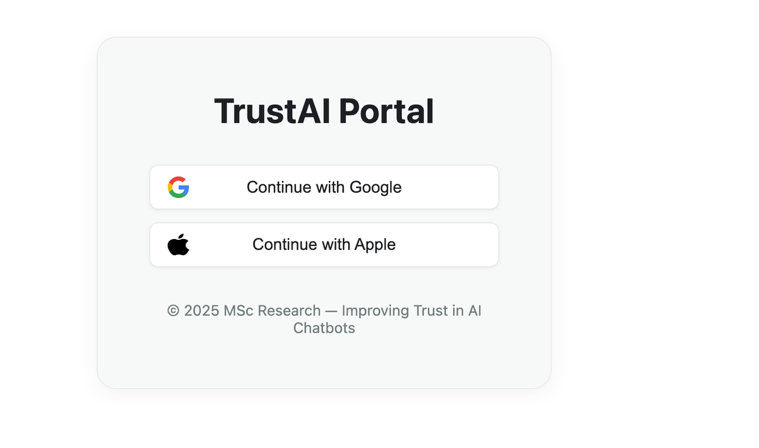 TrustAI Portal
Continue with Google
Continue with Apple
© 2025 MSc Research — Improving Trust in AI
Chatbots